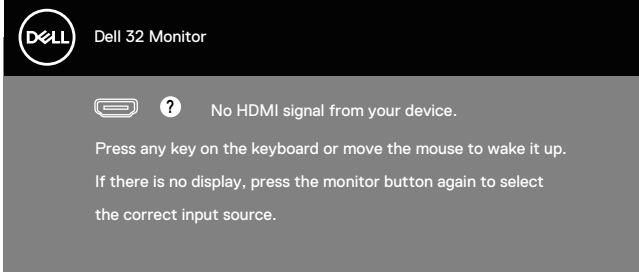 DELL
Dell 32 Monitor
? No HDMI signal from your device.
Press any key on the keyboard or move the mouse to wake it up.
If there is no display, press the monitor button again to select
the correct input source.